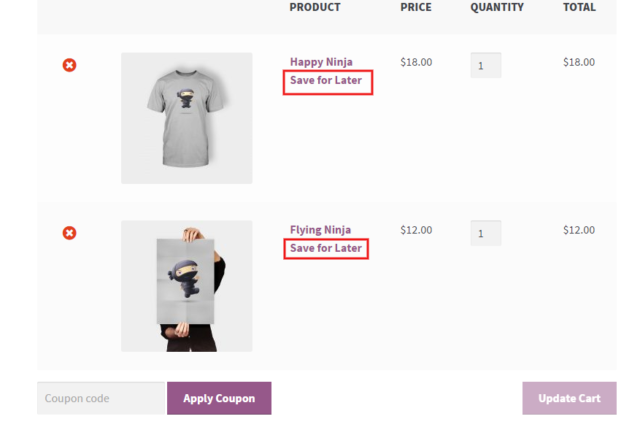 PRODUCT PRICE QUANTITY TOTAL
Happy Ninja $18.00 1 $18.00
Save for Later
Flying Ninja $12.00 1 $12.00
Save for Later
Coupon code Apply Coupon Update Cart